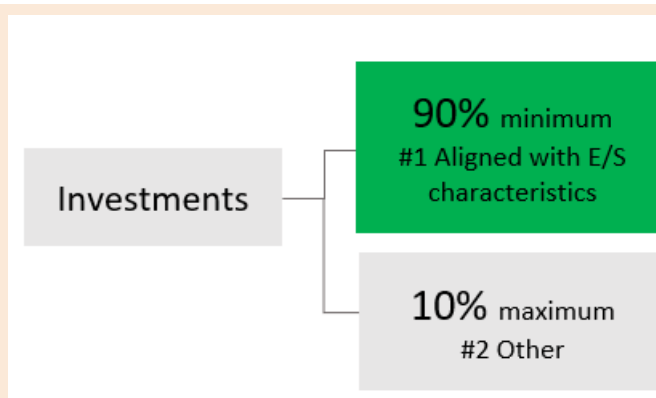 90% minimum
#1 Aligned with E/S
characteristics
Investments
10% maximum
#2 Other